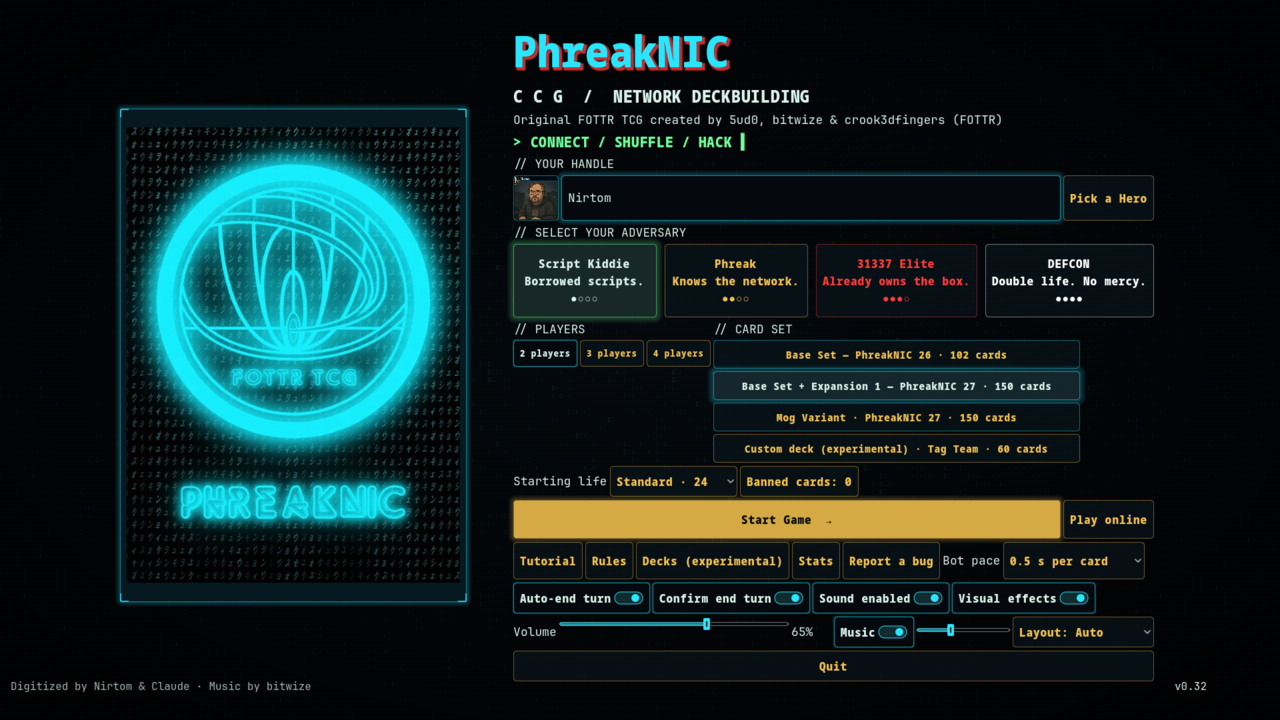 PhreakNIC
C C G / NETWORK DECKBUILDING
Original FOTTR TCG created by 5ud0, bitwize & crook3dfingers (FOTTR)
> CONNECT / SHUFFLE / HACK
// YOUR HANDLE
Nirtom
Pick a Hero
// SELECT YOUR ADVERSARY
Script Kiddie
Borrowed scripts.
Phreak
Knows the network.
31337 Elite
Already owns the box.
DEFCON
Double life. No mercy.
// PLAYERS
2 players
3 players
4 players
// CARD SET
Base Set — PhreakNIC 26 · 102 cards
Base Set + Expansion 1 — PhreakNIC 27 · 150 cards
Mog Variant · PhreakNIC 27 · 150 cards
Custom deck (experimental) · Tag Team · 60 cards
Starting life
Standard · 24
Banned cards: 0
Start Game →
Play online
Tutorial
Rules
Decks (experimental)
Stats
Report a bug
Bot pace
0.5 s per card
Auto-end turn
Confirm end turn
Sound enabled
Visual effects
Volume
65%
Music
Layout: Auto
Quit
FOTTR TCG
PHREAKNIC
Digitized by Nirtom & Claude · Music by bitwize
v0.32